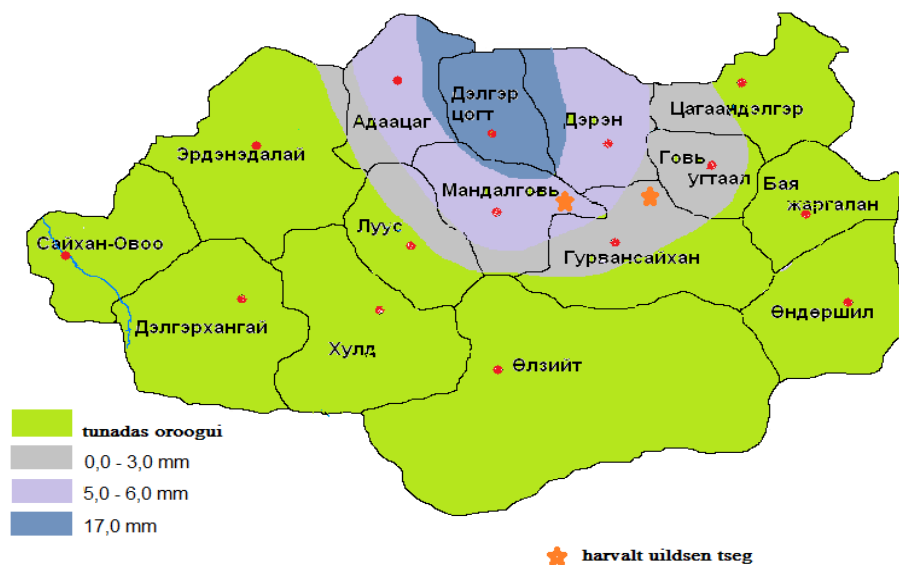 Дэлгэр
цогт
Цагаандэлгэр
Адаацаг
Дэрэн
Эрдэнэдалай
Говь
угтаал
Мандалговь
Бая
жаргалан
Луус
Сайхан-Овоо
Гурвансайхан
Өндөршил
Дэлгэрхангай
Хулд
Өлзийт
tunadas oroogui
0,0 - 3,0 mm
5,0 - 6,0 mm
17,0 mm
harvalt uildsen tseg